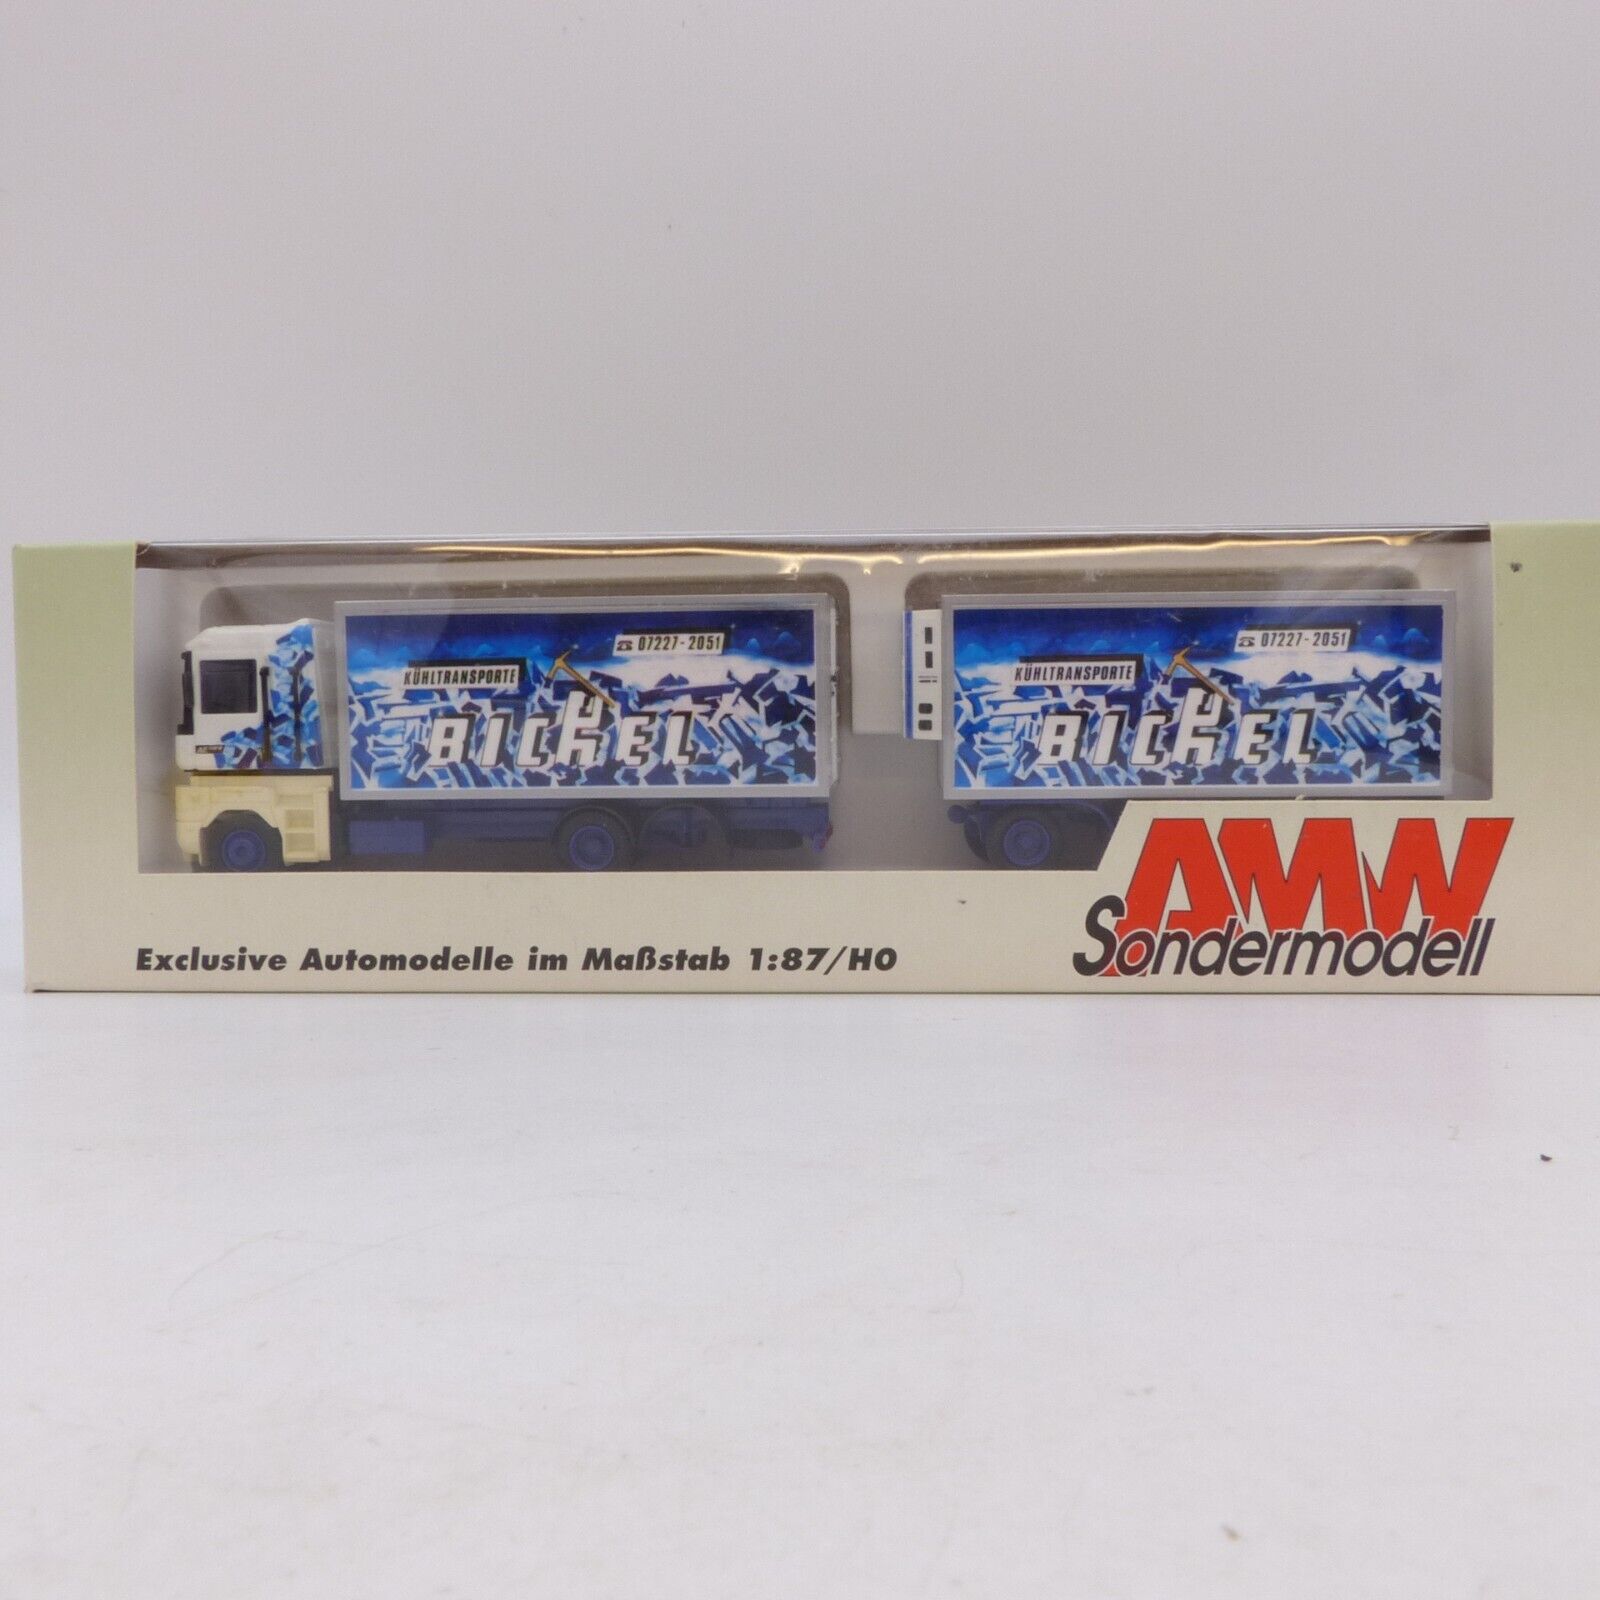 07227-2051
KÜHLTRANSPORTE
BICKEL
07227-2051
KÜHLTRANSPORTE
BICKEL
AMW
Sondermodell
Exclusive Automodelle im Maßstab 1:87/H0